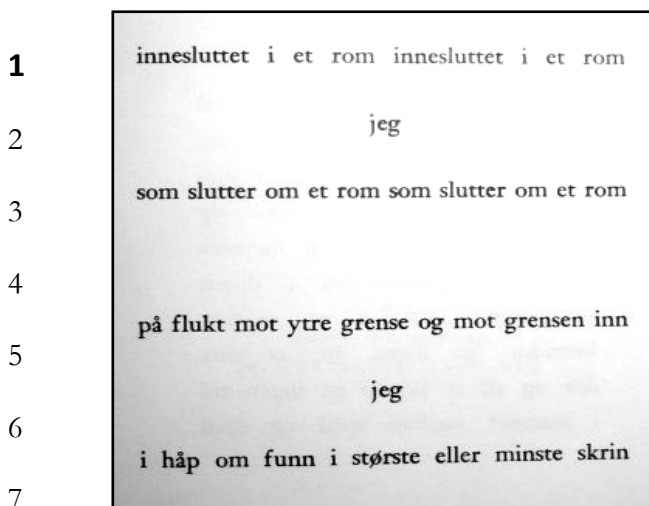 1
innesluttet i et rom innesluttet i et rom
2
jeg
3
som slutter om et rom som slutter om et rom
4
på flukt mot ytre grense og mot grensen inn
5
jeg
6
i håp om funn i største eller minste skrin
7